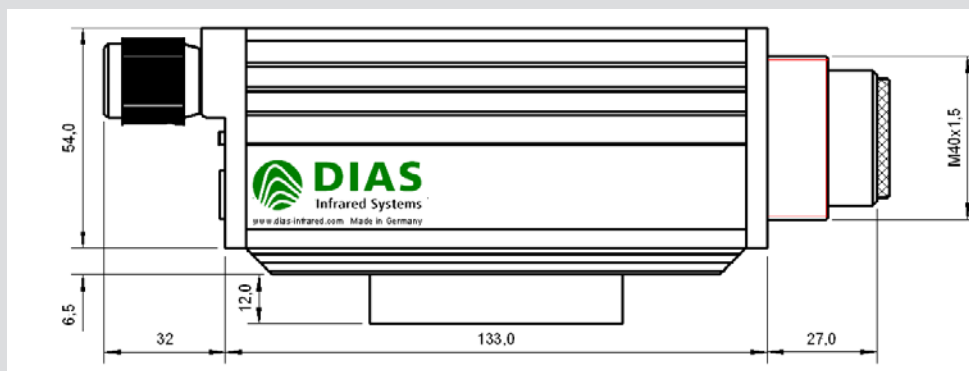 54,0
DIAS
Infrared Systems
www.dias-infrared.com Made in Germany
M40x1,5
6,5
12,0
32
133,0
27,0